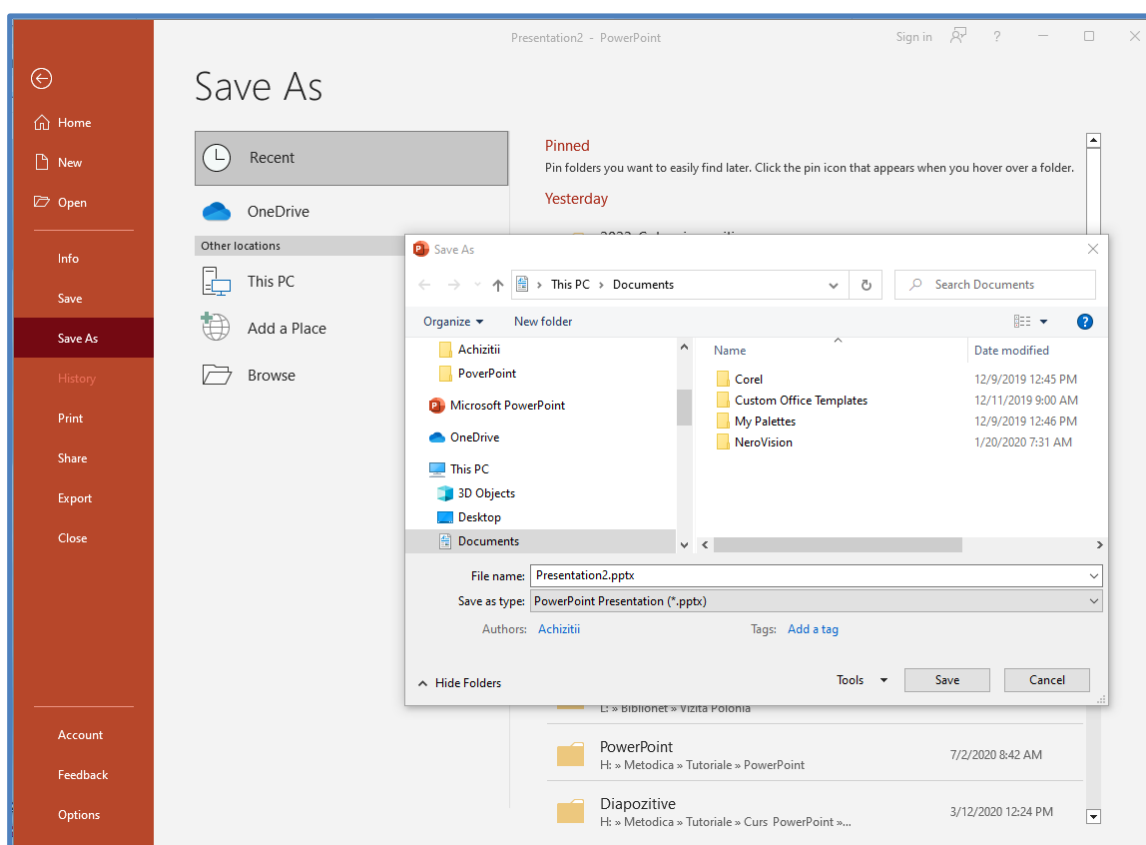 Presentation2 - PowerPoint
Sign in
?
Save As
Home
New
Open
Info
Save
Save As
History
Print
Share
Export
Close
Account
Feedback
Options
Recent
OneDrive
Other locations
This PC
Add a Place
Browse
Pinned
Pin folders you want to easily find later. Click the pin icon that appears when you hover over a folder.
Yesterday
Save As
This PC > Documents
Search Documents
Organize
New folder
?
Achizitii
PoverPoint
Microsoft PowerPoint
OneDrive
This PC
3D Objects
Desktop
Documents
Name Date modified
Corel 12/9/2019 12:45 PM
Custom Office Templates 12/11/2019 9:00 AM
My Palettes 12/9/2019 12:46 PM
NeroVision 1/20/2020 7:31 AM
File name: Presentation2.pptx
Save as type: PowerPoint Presentation (*.pptx)
Authors: Achizitii Tags: Add a tag
Hide Folders
Tools Save Cancel
L: » Biblionet » Vizita Polonia
PowerPoint 7/2/2020 8:42 AM
H: » Metodica » Tutoriale » PowerPoint
Diapozitive 3/12/2020 12:24 PM
H: » Metodica » Tutoriale » Curs PowerPoint »...